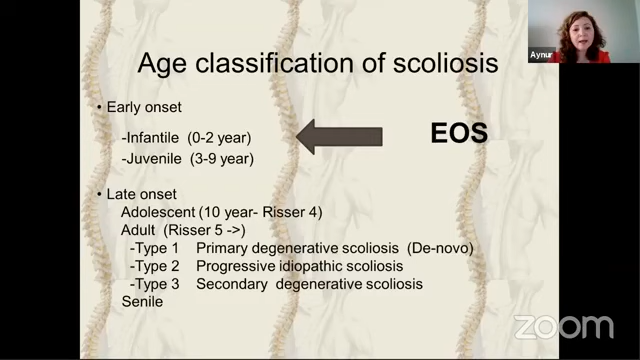 Aynur
Age classification of scoliosis
• Early onset
-Infantile (0-2 year)
-Juvenile (3-9 year)
EOS
• Late onset
Adolescent (10 year- Risser 4)
Adult (Risser 5 ->)
-Type 1 Primary degenerative scoliosis (De-novo)
-Type 2 Progressive idiopathic scoliosis
-Type 3 Secondary degenerative scoliosis
Senile
zoom